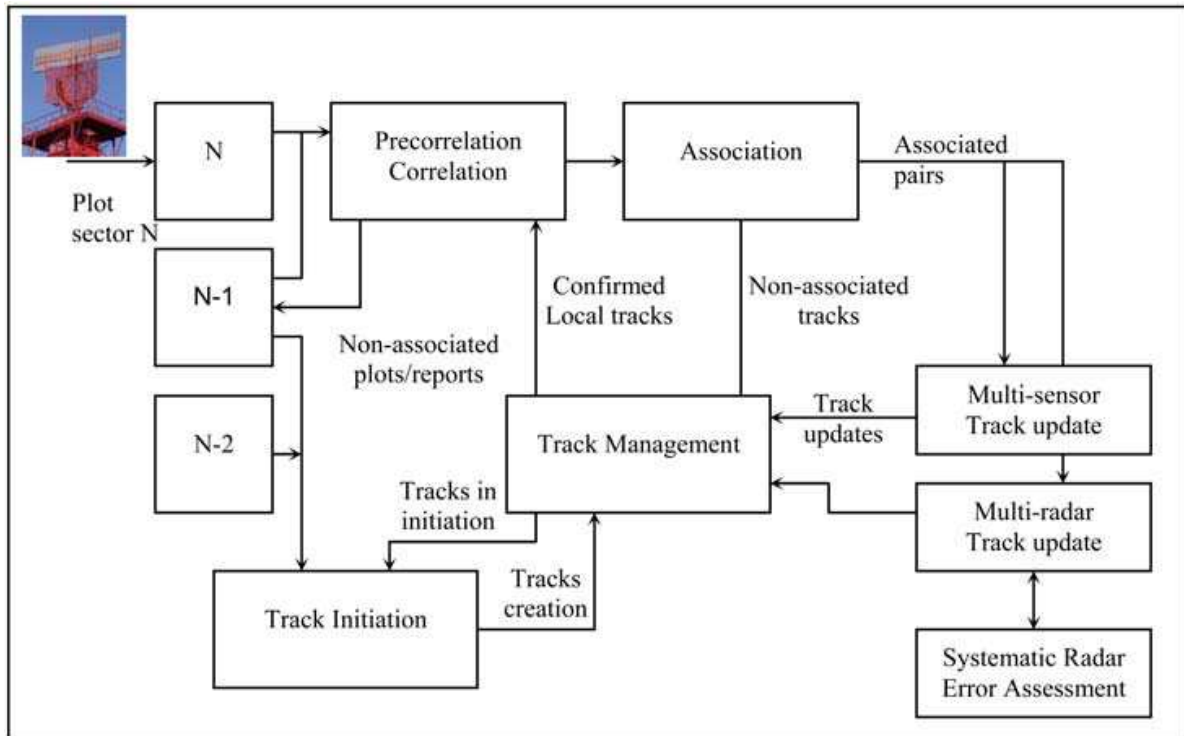 N
Precorrelation
Correlation
Association
Associated
pairs
Plot
sector N
N-1
Confirmed
Local tracks
Non-associated
tracks
Non-associated
plots/reports
N-2
Track Management
Track
updates
Multi-sensor
Track update
Tracks in
initiation
Multi-radar
Track update
Track Initiation
Tracks
creation
Systematic Radar
Error Assessment